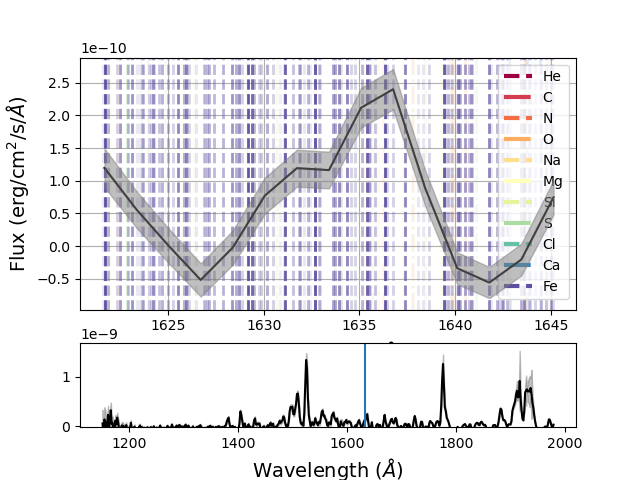 1e−10
Flux (erg/cm²/s/Å)
2.5
2.0
1.5
1.0
0.5
0.0
−0.5
He
C
N
O
Na
Mg
Si
S
Cl
Ca
Fe
1625 1630 1635 1640 1645
1e−9
1
0
1200 1400 1600 1800 2000
Wavelength (Å)